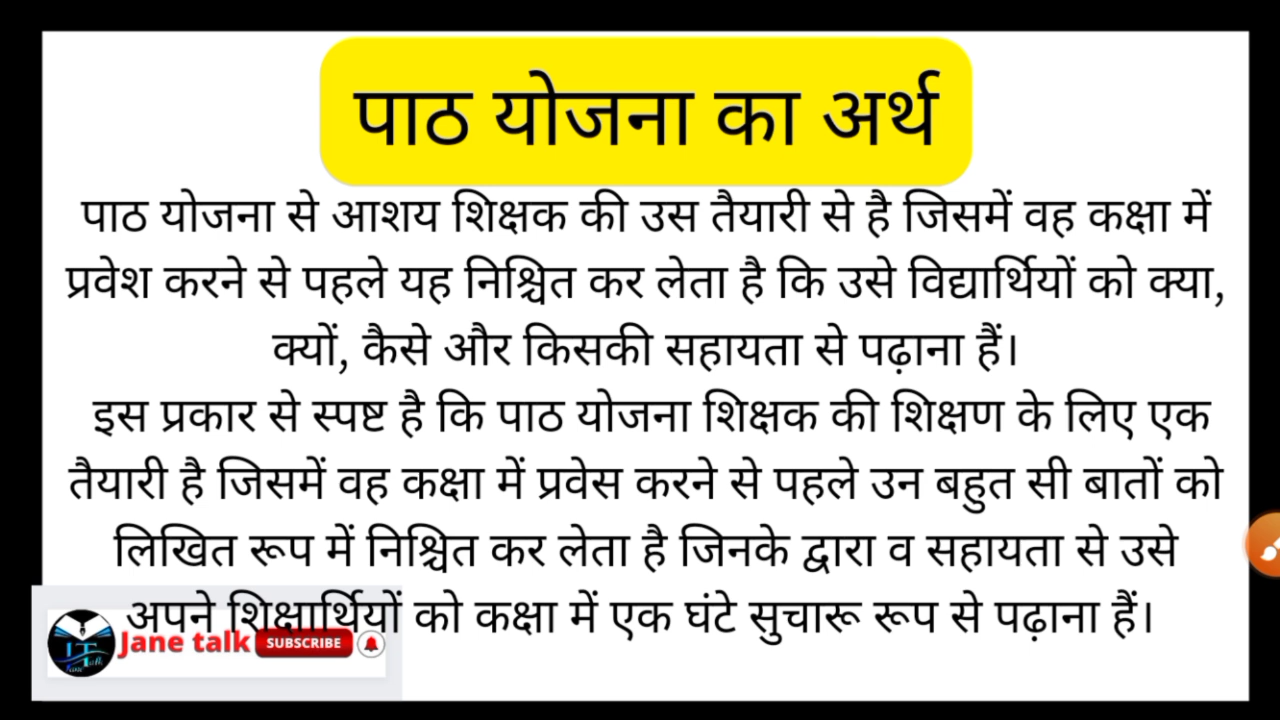 पाठ योजना का अर्थ
पाठ योजना से आशय शिक्षक की उस तैयारी से है जिसमें वह कक्षा में
प्रवेश करने से पहले यह निश्चित कर लेता है कि उसे विद्यार्थियों को क्या,
क्यों, कैसे और किसकी सहायता से पढ़ाना हैं।
इस प्रकार से स्पष्ट है कि पाठ योजना शिक्षक की शिक्षण के लिए एक
तैयारी है जिसमें वह कक्षा में प्रवेस करने से पहले उन बहुत सी बातों को
लिखित रूप में निश्चित कर लेता है जिनके द्वारा व सहायता से उसे
अपने शिक्षार्थियों को कक्षा में एक घंटे सुचारू रूप से पढ़ाना हैं।
Jane talk SUBSCRIBE